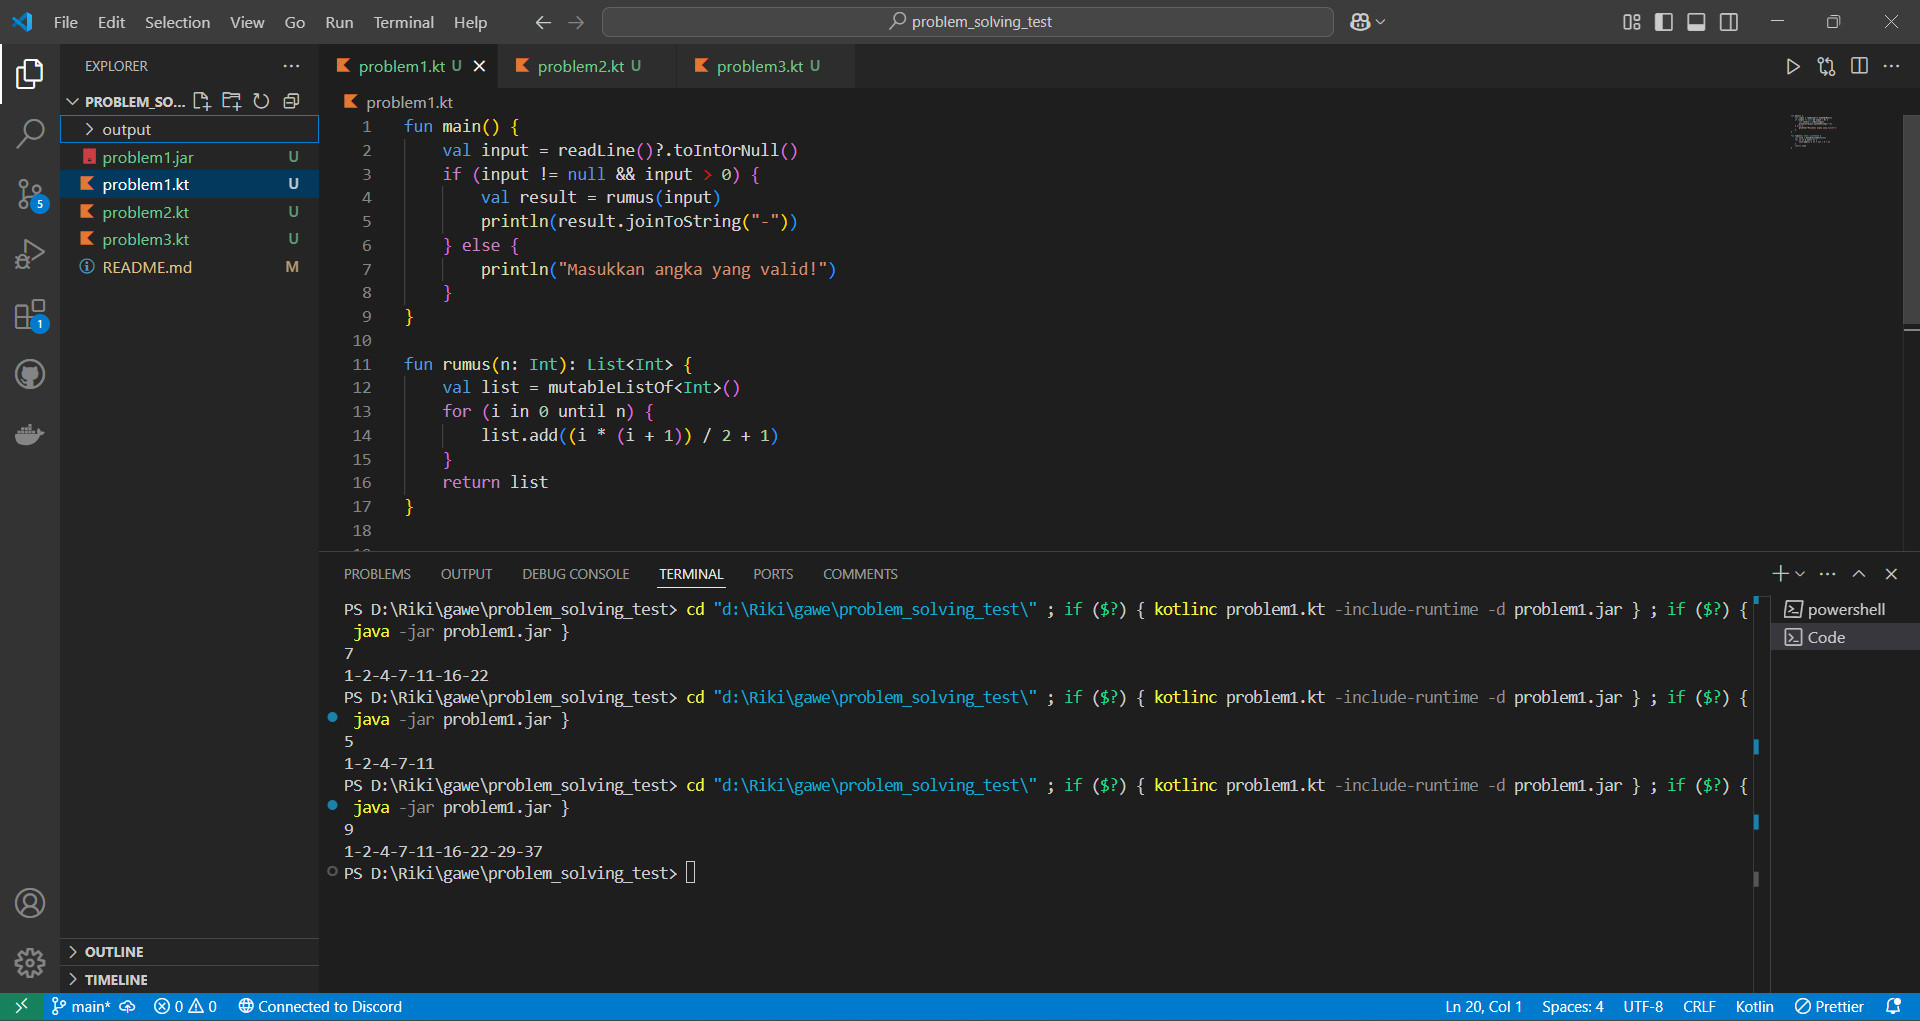 File Edit Selection View Go Run Terminal Help
problem_solving_test
EXPLORER
PROBLEM_SO...
output
problem1.jar U
problem1.kt U
problem2.kt U
problem3.kt U
README.md M
OUTLINE
TIMELINE
5
1
problem1.kt U problem2.kt U problem3.kt U
problem1.kt
1 fun main() {
2 val input = readLine()?.toIntOrNull()
3 if (input != null && input > 0) {
4 val result = rumus(input)
5 println(result.joinToString("-"))
6 } else {
7 println("Masukkan angka yang valid!")
8 }
9 }
10
11 fun rumus(n: Int): List<Int> {
12 val list = mutableListOf<Int>()
13 for (i in 0 until n) {
14 list.add((i * (i + 1)) / 2 + 1)
15 }
16 return list
17 }
18
PROBLEMS OUTPUT DEBUG CONSOLE TERMINAL PORTS COMMENTS
PS D:\Riki\gawe\problem_solving_test> cd "d:\Riki\gawe\problem_solving_test\" ; if ($?) { kotlinc problem1.kt -include-runtime -d problem1.jar } ; if ($?) {
java -jar problem1.jar }
7
1-2-4-7-11-16-22
PS D:\Riki\gawe\problem_solving_test> cd "d:\Riki\gawe\problem_solving_test\" ; if ($?) { kotlinc problem1.kt -include-runtime -d problem1.jar } ; if ($?) {
java -jar problem1.jar }
5
1-2-4-7-11
PS D:\Riki\gawe\problem_solving_test> cd "d:\Riki\gawe\problem_solving_test\" ; if ($?) { kotlinc problem1.kt -include-runtime -d problem1.jar } ; if ($?) {
java -jar problem1.jar }
9
1-2-4-7-11-16-22-29-37
PS D:\Riki\gawe\problem_solving_test>
powershell
Code
main* 0 0 Connected to Discord Ln 20, Col 1 Spaces: 4 UTF-8 CRLF Kotlin Prettier